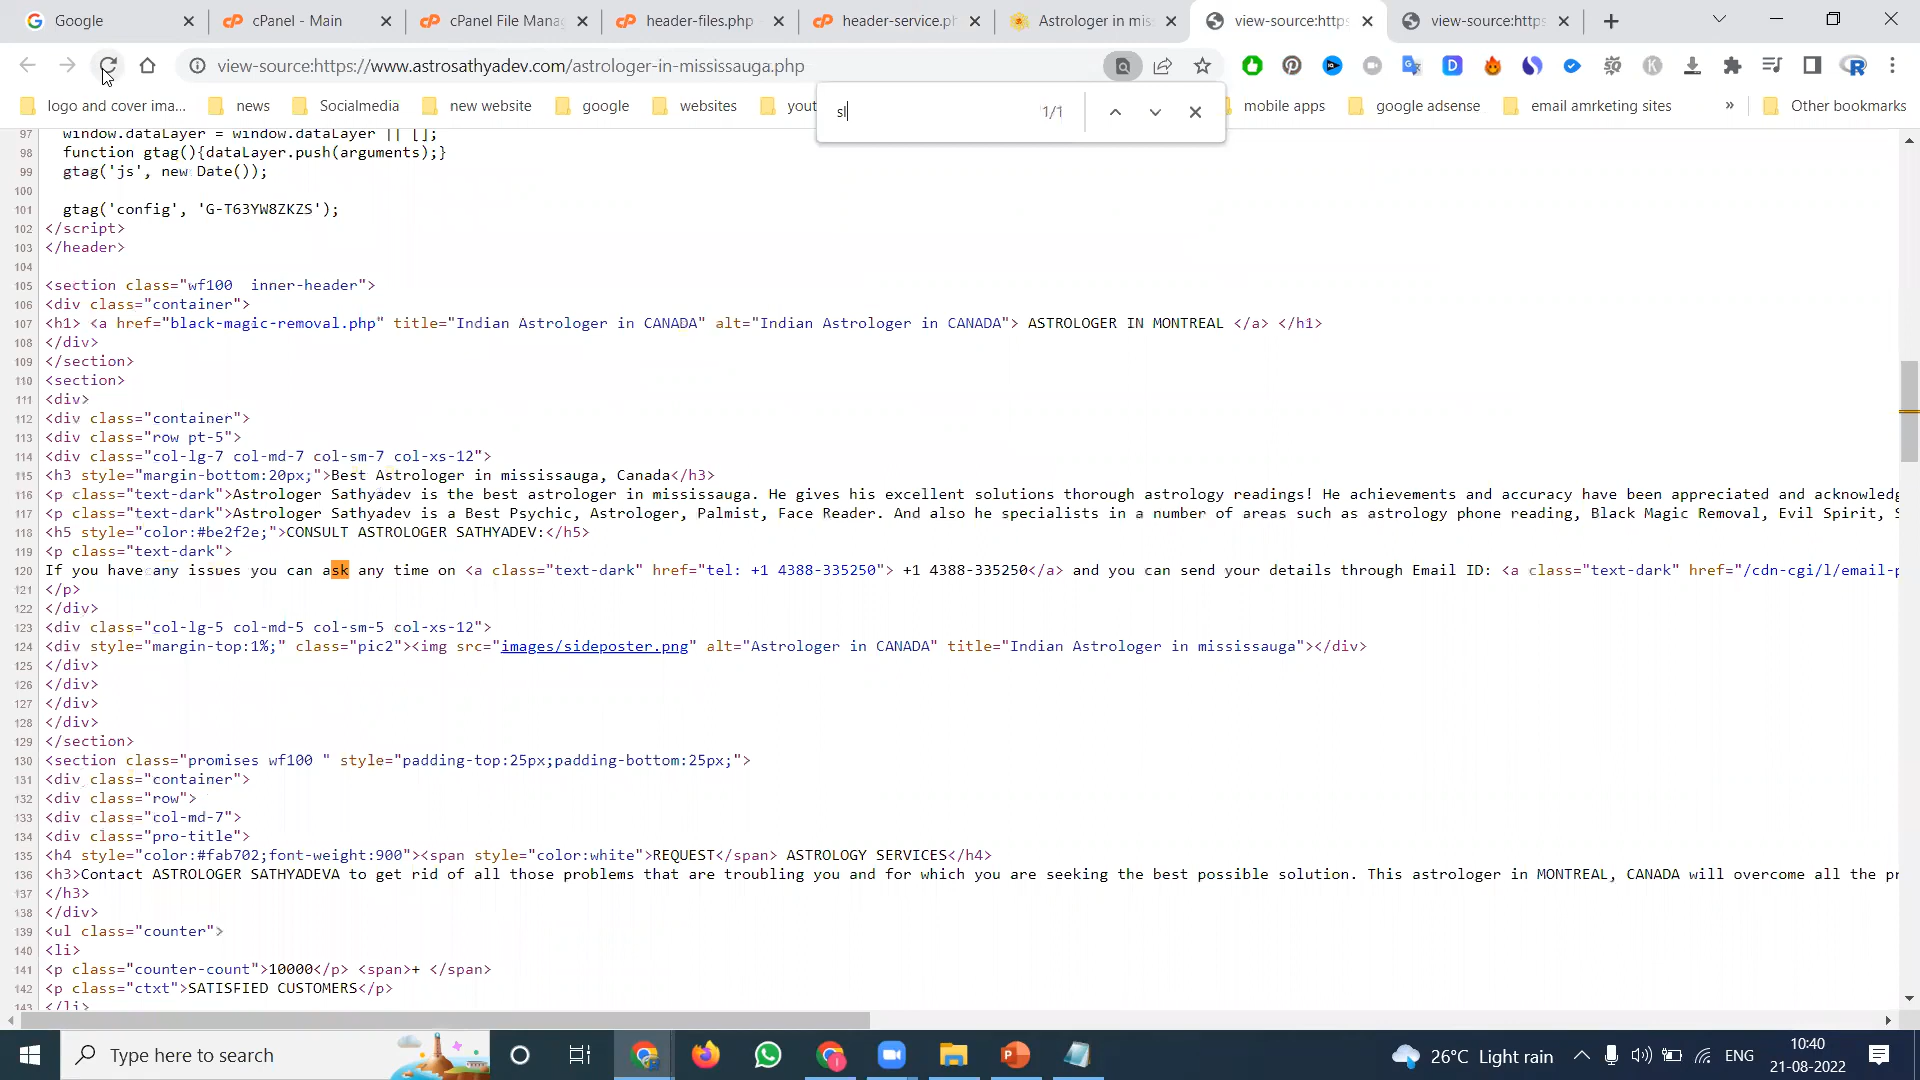 Google
cPanel - Main
cPanel File Mana
header-files.php
header-service.ph
Astrologer in mis
view-source:https
view-source:https
view-source:https://www.astrosathyadev.com/astrologer-in-mississauga.php
logo and cover ima...
news
Socialmedia
new website
google
websites
yout
sl
1/1
mobile apps
google adsense
email amrketing sites
»
Other bookmarks
97 window.dataLayer = window.dataLayer || [];
98 function gtag(){dataLayer.push(arguments);}
99 gtag('js', new Date());
100
101 gtag('config', 'G-T63YW8ZKZS');
102 </script>
103 </header>
104
105 <section class="wf100  inner-header">
106 <div class="container">
107 <h1> <a href="black-magic-removal.php" title="Indian Astrologer in CANADA" alt="Indian Astrologer in CANADA"> ASTROLOGER IN MONTREAL </a> </h1>
108 </div>
109 </section>
110 <section>
111 <div>
112 <div class="container">
113 <div class="row pt-5">
114 <div class="col-lg-7 col-md-7 col-sm-7 col-xs-12">
115 <h3 style="margin-bottom:20px;">Best Astrologer in mississauga, Canada</h3>
116 <p class="text-dark">Astrologer Sathyadev is the best astrologer in mississauga. He gives his excellent solutions thorough astrology readings! He achievements and accuracy have been appreciated and acknowledg
117 <p class="text-dark">Astrologer Sathyadev is a Best Psychic, Astrologer, Palmist, Face Reader. And also he specialists in a number of areas such as astrology phone reading, Black Magic Removal, Evil Spirit, S
118 <h5 style="color:#be2f2e;">CONSULT ASTROLOGER SATHYADEV:</h5>
119 <p class="text-dark">
120 If you have any issues you can ask any time on <a class="text-dark" href="tel: +1 4388-335250"> +1 4388-335250</a> and you can send your details through Email ID: <a class="text-dark" href="/cdn-cgi/l/email-p
121 </p>
122 </div>
123 <div class="col-lg-5 col-md-5 col-sm-5 col-xs-12">
124 <div style="margin-top:1%;" class="pic2"><img src="images/sideposter.png" alt="Astrologer in CANADA" title="Indian Astrologer in mississauga"></div>
125 </div>
126 </div>
127 </div>
128 </div>
129 </section>
130 <section class="promises wf100 " style="padding-top:25px;padding-bottom:25px;">
131 <div class="container">
132 <div class="row">
133 <div class="col-md-7">
134 <div class="pro-title">
135 <h4 style="color:#fab702;font-weight:900"><span style="color:white">REQUEST</span> ASTROLOGY SERVICES</h4>
136 <h3>Contact ASTROLOGER SATHYADEVA to get rid of all those problems that are troubling you and for which you are seeking the best possible solution. This astrologer in MONTREAL, CANADA will overcome all the pr
137 </h3>
138 </div>
139 <ul class="counter">
140 <li>
141 <p class="counter-count">10000</p> <span>+ </span>
142 <p class="ctxt">SATISFIED CUSTOMERS</p>
143 </li>
Type here to search
26°C Light rain
ENG
10:40
21-08-2022